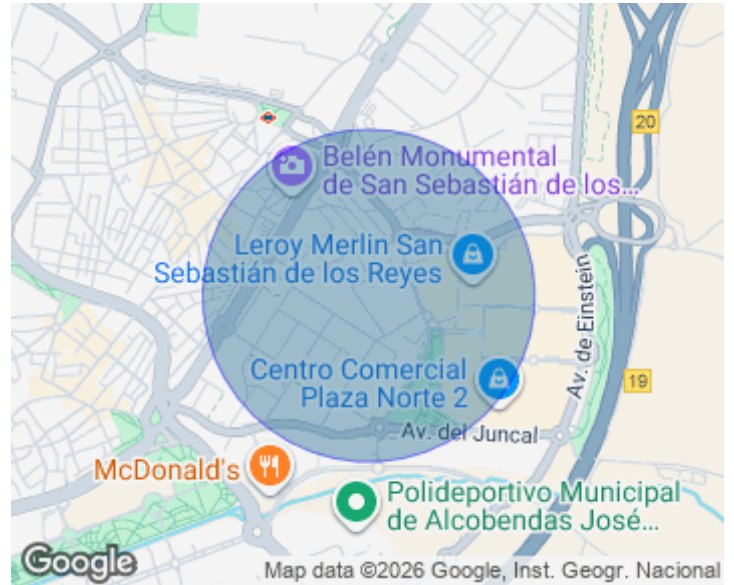 20
Belén Monumental
de San Sebastián de los...
Leroy Merlin San
Sebastián de los Reyes
Av. de Einstein
Centro Comercial
Plaza Norte 2
19
Av. del Juncal
McDonald's
Polideportivo Municipal
de Alcobendas José...
Google
Map data ©2026 Google, Inst. Geogr. Nacional